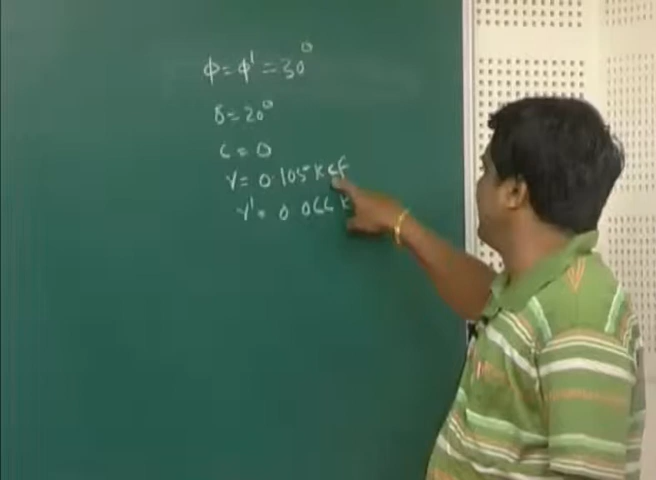 φ = φ' = 30°
δ = 20°
c = 0
γ = 0.105 kcf
γ' = 0.066 k